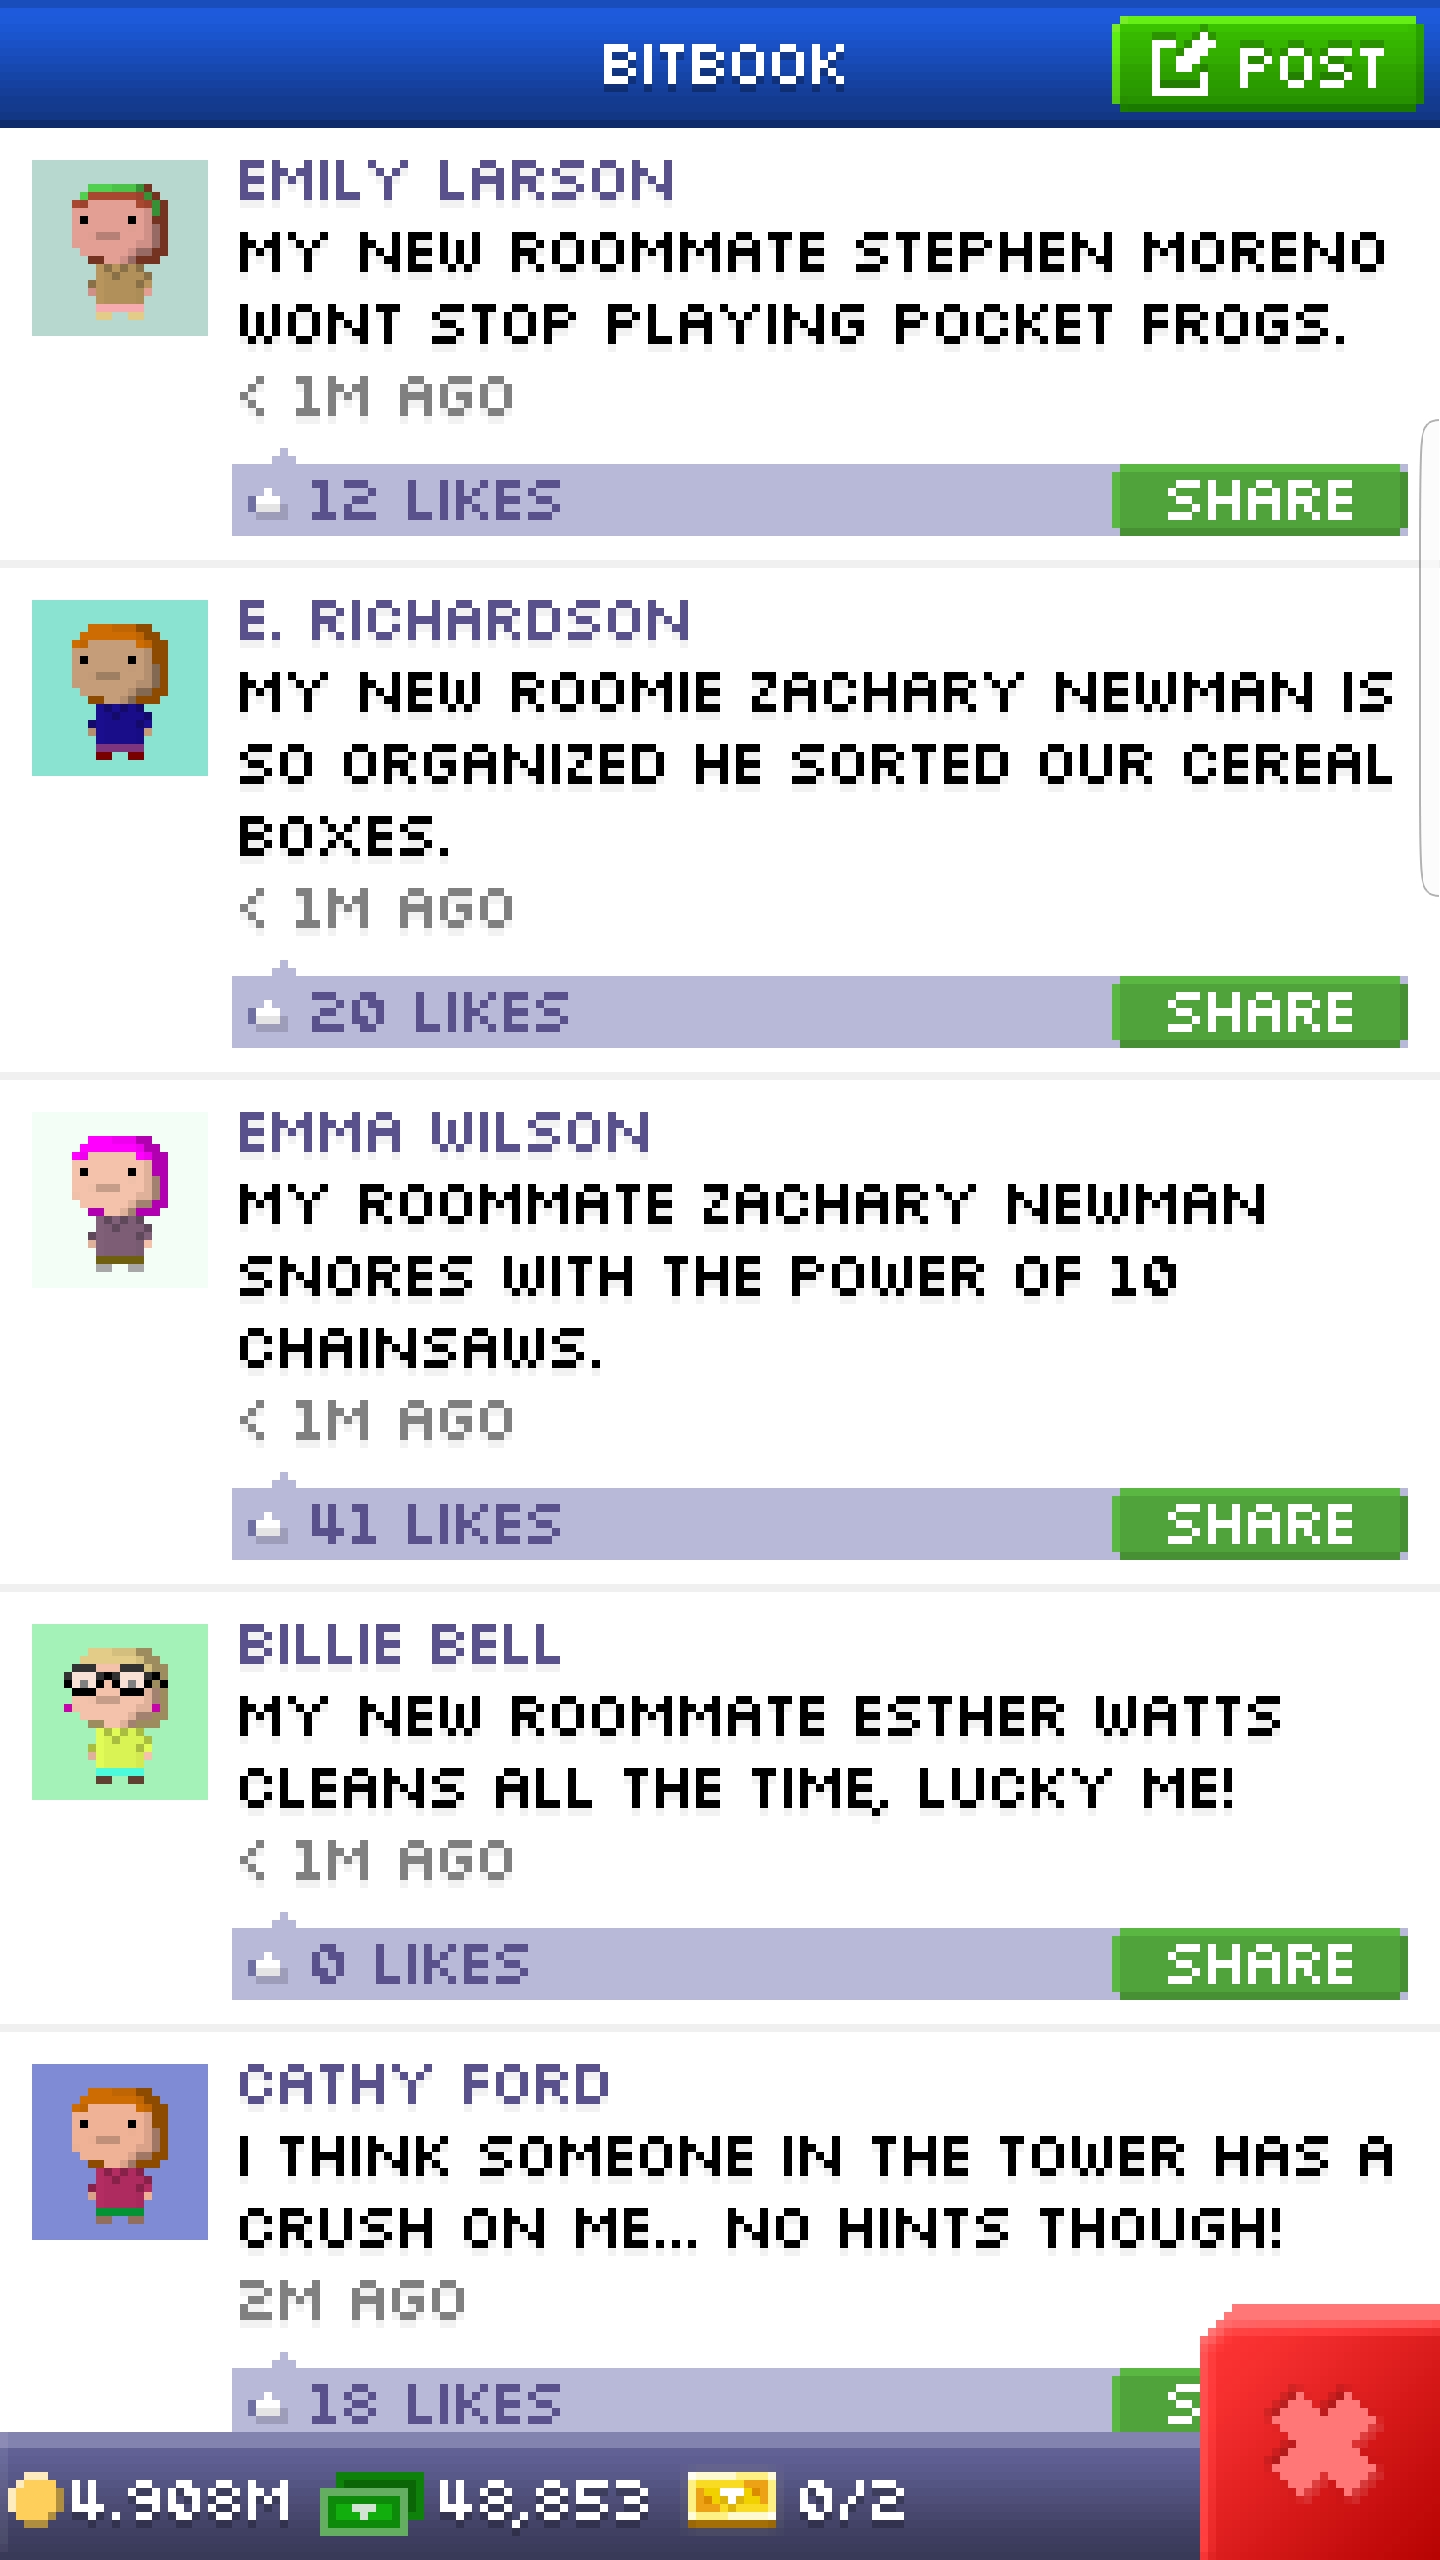 BITBOOK
POST
EMILY LARSON
MY NEW ROOMMATE STEPHEN MORENO
WONT STOP PLAYING POCKET FROGS.
< 1M AGO
12 LIKES
SHARE
E. RICHARDSON
MY NEW ROOMIE ZACHARY NEWMAN IS
SO ORGANIZED HE SORTED OUR CEREAL
BOXES.
< 1M AGO
20 LIKES
SHARE
EMMA WILSON
MY ROOMMATE ZACHARY NEWMAN
SNORES WITH THE POWER OF 10
CHAINSAWS.
< 1M AGO
41 LIKES
SHARE
BILLIE BELL
MY NEW ROOMMATE ESTHER WATTS
CLEANS ALL THE TIME, LUCKY ME!
< 1M AGO
0 LIKES
SHARE
CATHY FORD
I THINK SOMEONE IN THE TOWER HAS A
CRUSH ON ME... NO HINTS THOUGH!
2M AGO
18 LIKES
S
4.908M 48,853 0/2